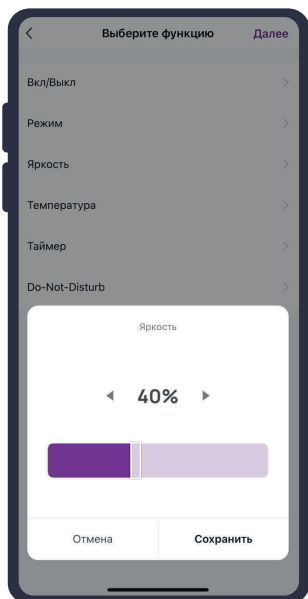 Выберите функцию Далее
Вкл/Выкл
Режим
Яркость
Температура
Таймер
Do-Not-Disturb
Яркость
40%
Отмена Сохранить